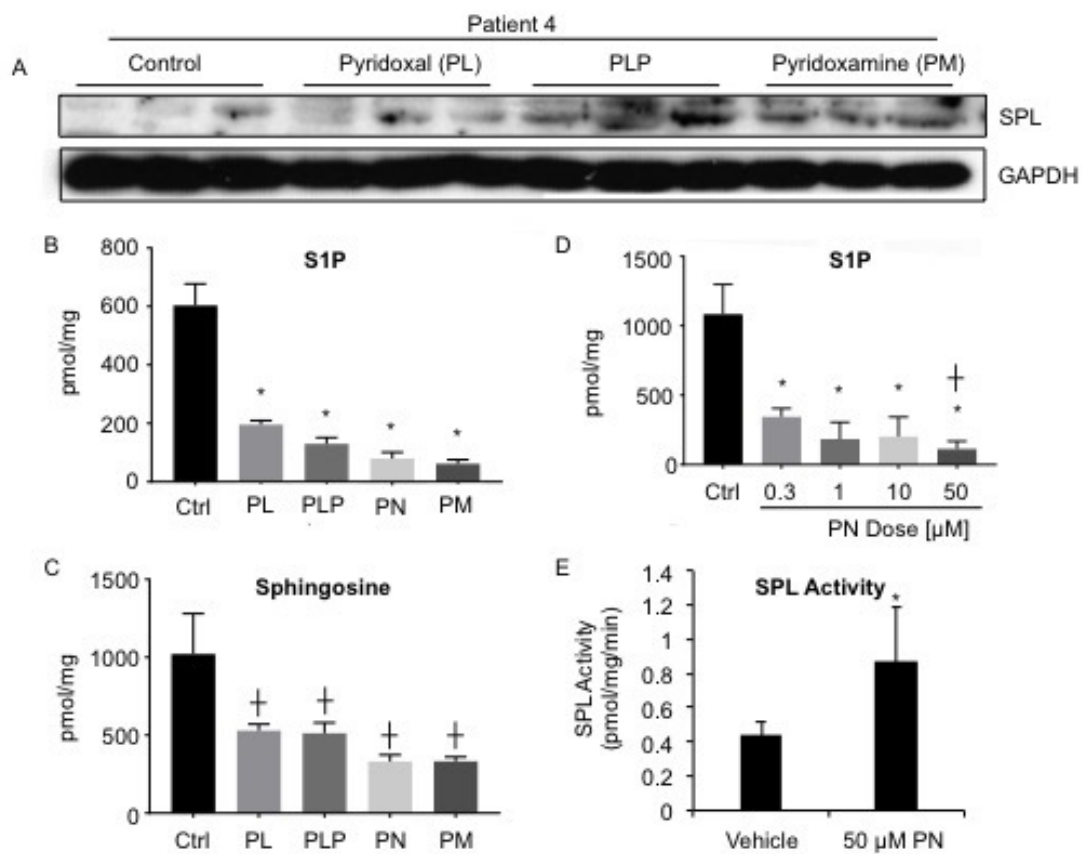 Patient 4
A
Control Pyridoxal (PL) PLP Pyridoxamine (PM)
SPL
GAPDH
B
S1P
800
600
400
200
0
pmol/mg
* * * *
Ctrl PL PLP PN PM
D
S1P
1500
1000
500
0
pmol/mg
* * * ┼ *
Ctrl 0.3 1 10 50
PN Dose [µM]
C
Sphingosine
1500
1000
500
0
pmol/mg
┼ ┼ ┼ ┼
Ctrl PL PLP PN PM
E
SPL Activity
*
1.4
1.2
1
0.8
0.6
0.4
0.2
0
SPL Activity
(pmol/mg/min)
Vehicle 50 µM PN